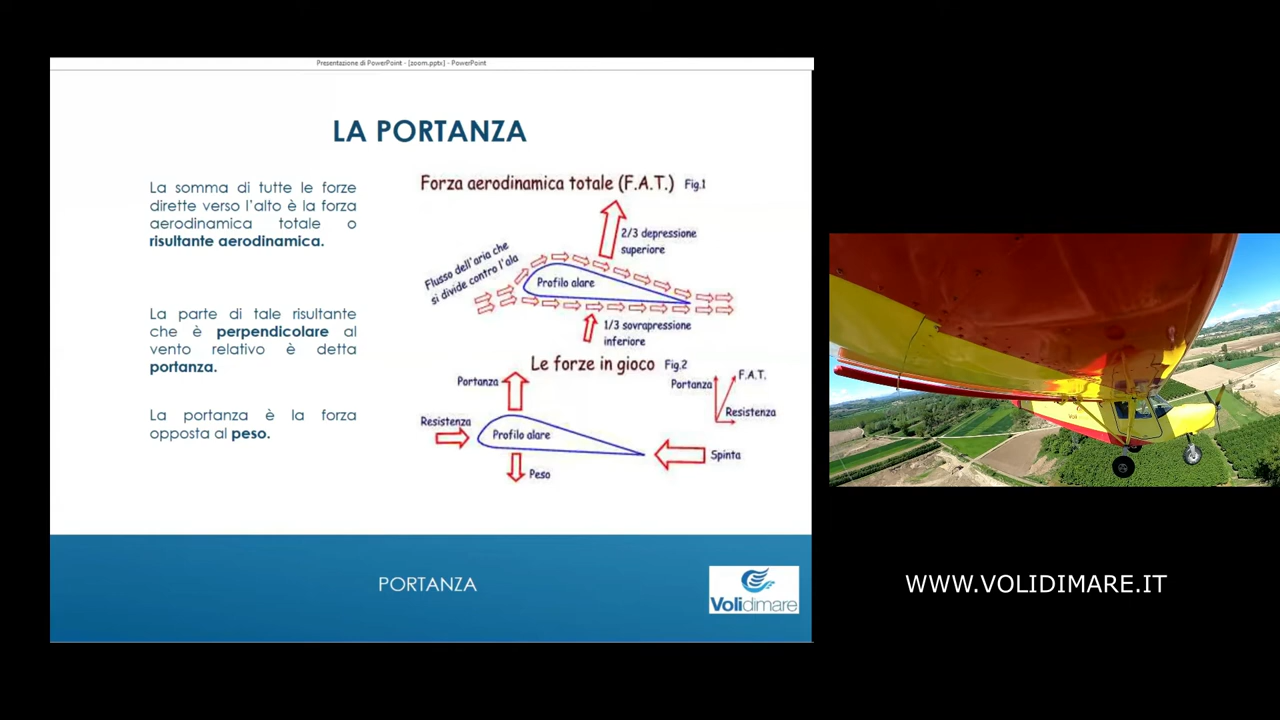 Presentazione di PowerPoint - [zoom.pptx] - PowerPoint
LA PORTANZA
La somma di tutte le forze
dirette verso l'alto è la forza
aerodinamica totale o
risultante aerodinamica.
La parte di tale risultante
che è perpendicolare al
vento relativo è detta
portanza.
La portanza è la forza
opposta al peso.
Forza aerodinamica totale (F.A.T.) Fig.1
2/3 depressione
superiore
Flusso dell'aria che
si divide contro l'ala
Profilo alare
1/3 sovrapressione
inferiore
Le forze in gioco Fig.2
Portanza
Resistenza
Profilo alare
Peso
Spinta
Portanza
F.A.T.
Resistenza
PORTANZA
Volidimare
WWW.VOLIDIMARE.IT